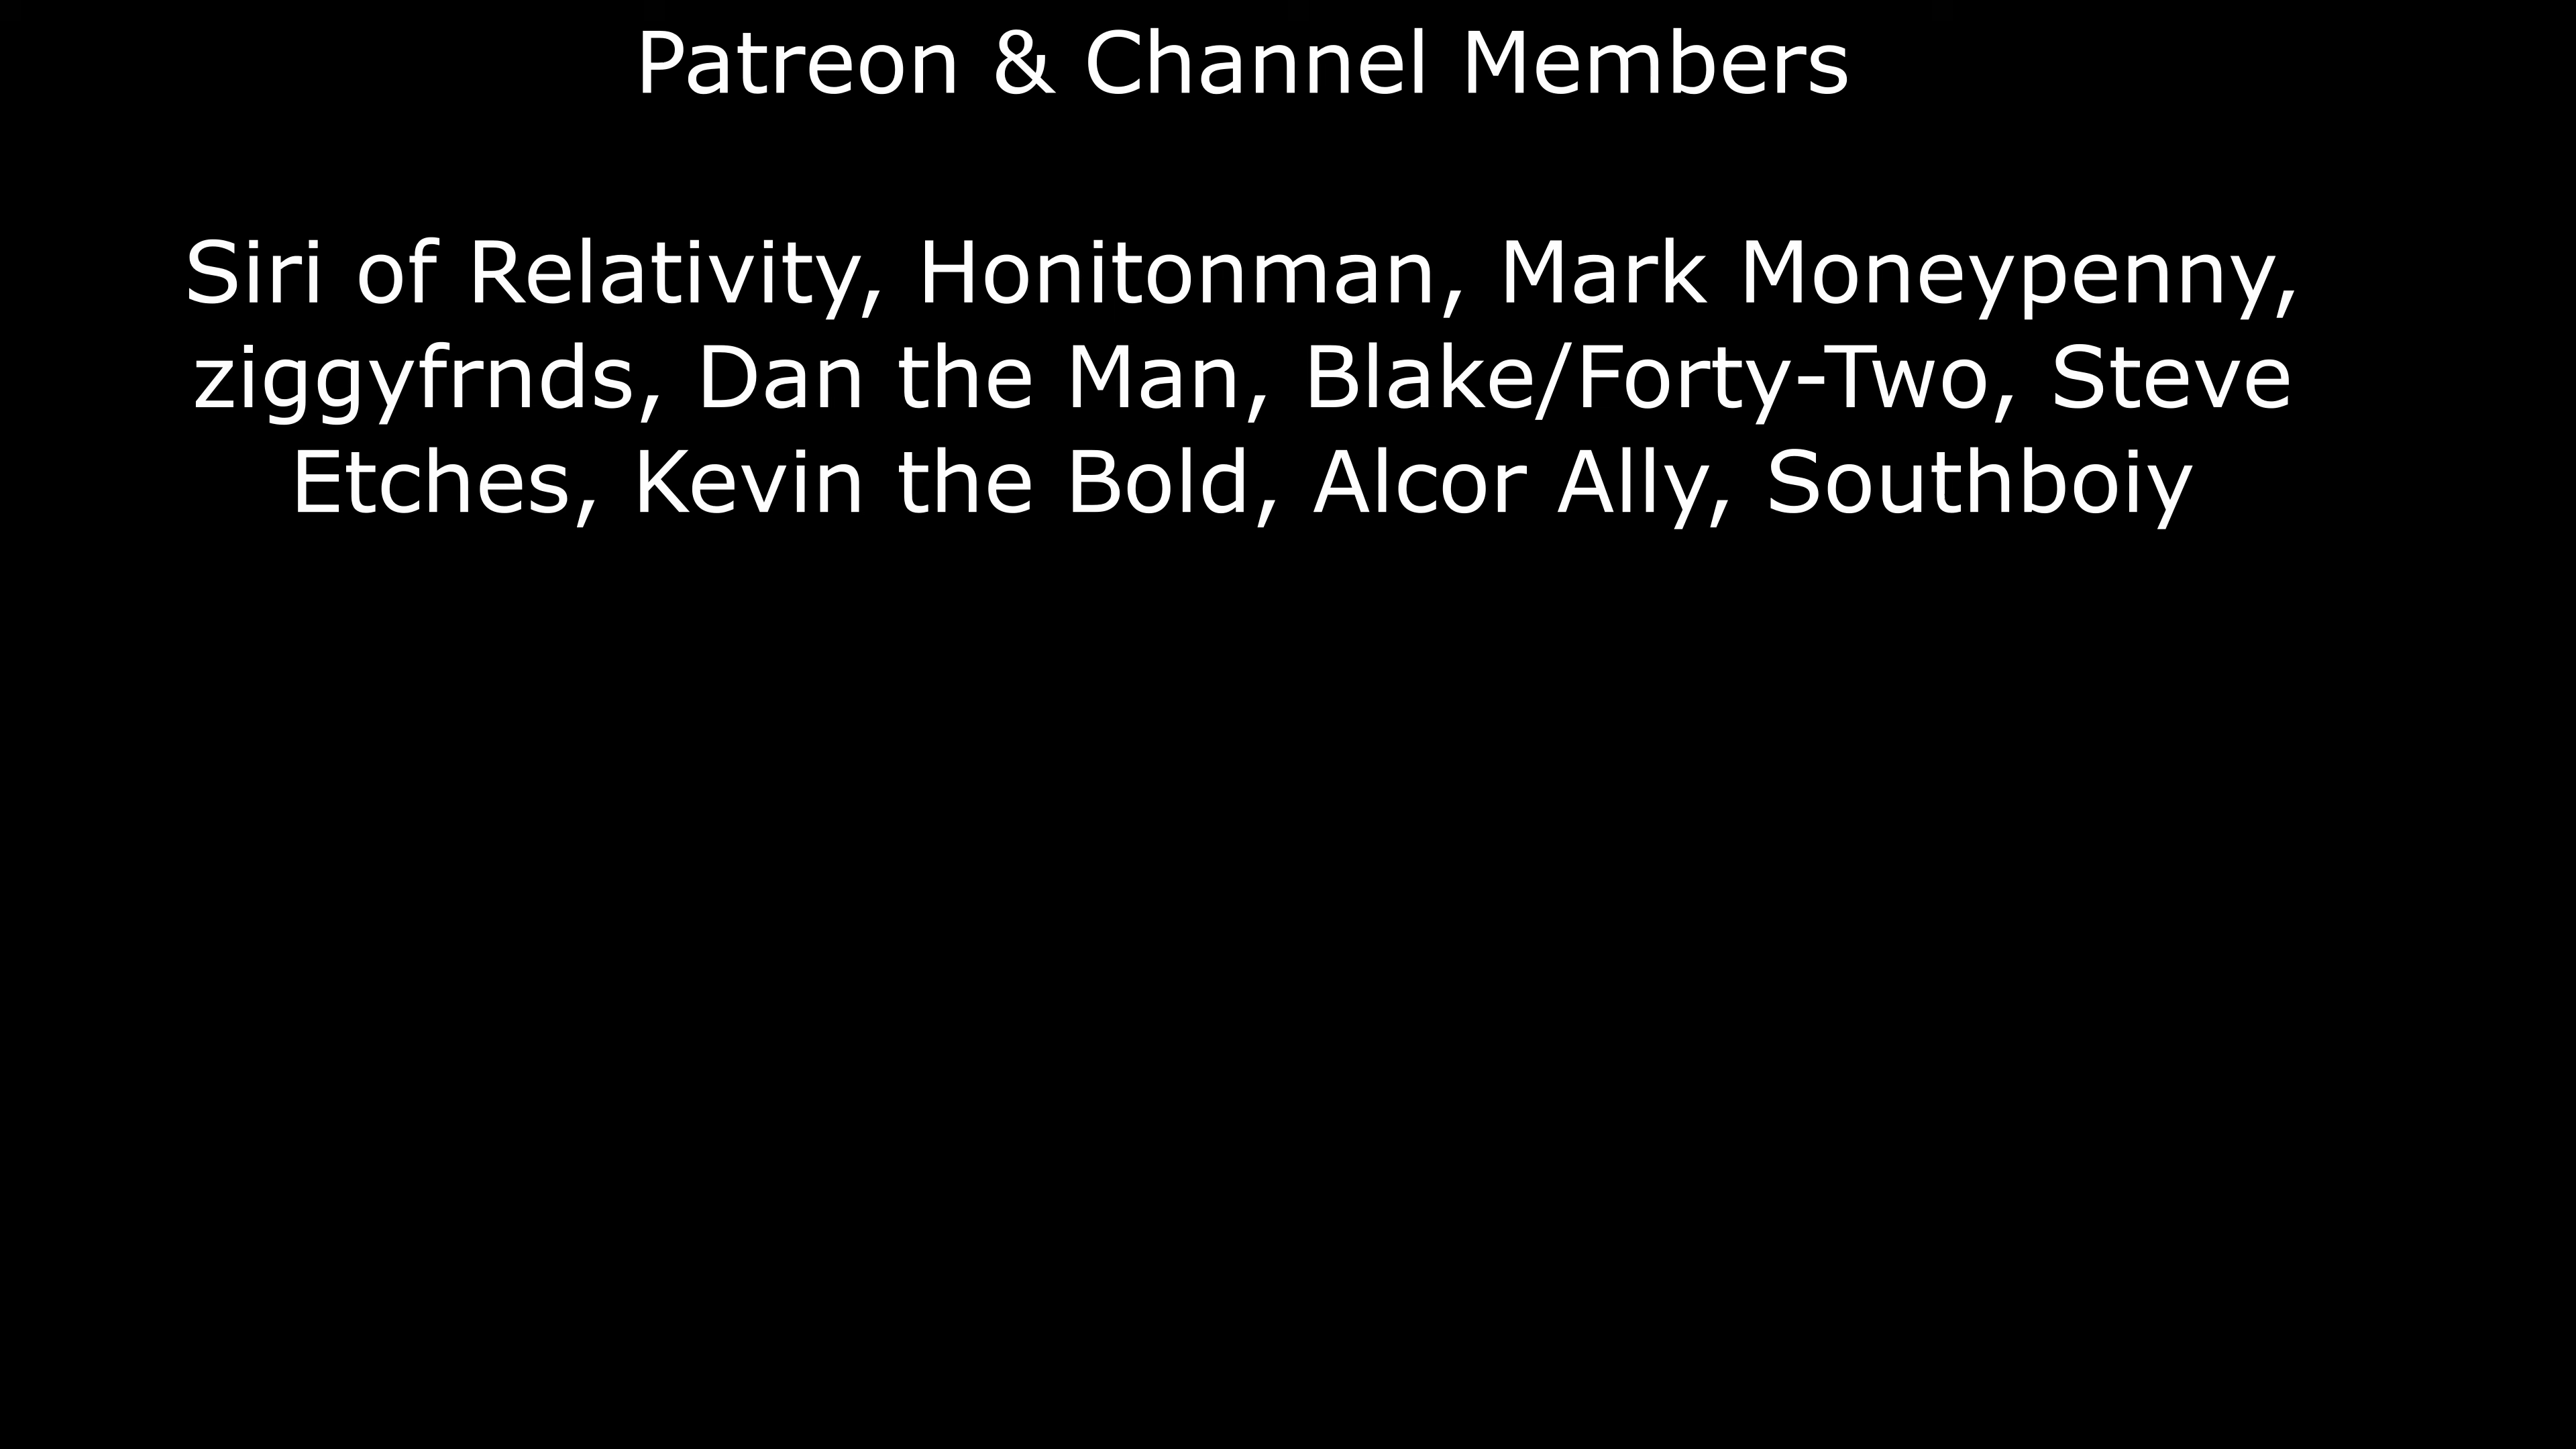 Patreon & Channel Members
Siri of Relativity, Honitonman, Mark Moneypenny,
ziggyfrnds, Dan the Man, Blake/Forty-Two, Steve
Etches, Kevin the Bold, Alcor Ally, Southboiy